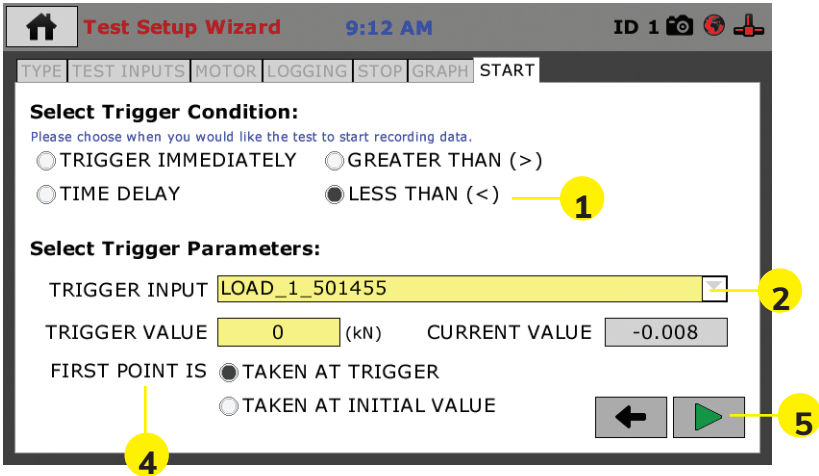 Test Setup Wizard 9:12 AM ID 1
TYPE TEST INPUTS MOTOR LOGGING STOP GRAPH START
Select Trigger Condition:
Please choose when you would like the test to start recording data.
TRIGGER IMMEDIATELY GREATER THAN (>)
TIME DELAY LESS THAN (<) 1
Select Trigger Parameters:
TRIGGER INPUT LOAD_1_501455 2
TRIGGER VALUE 0 (kN) CURRENT VALUE -0.008
FIRST POINT IS TAKEN AT TRIGGER
TAKEN AT INITIAL VALUE
5
4